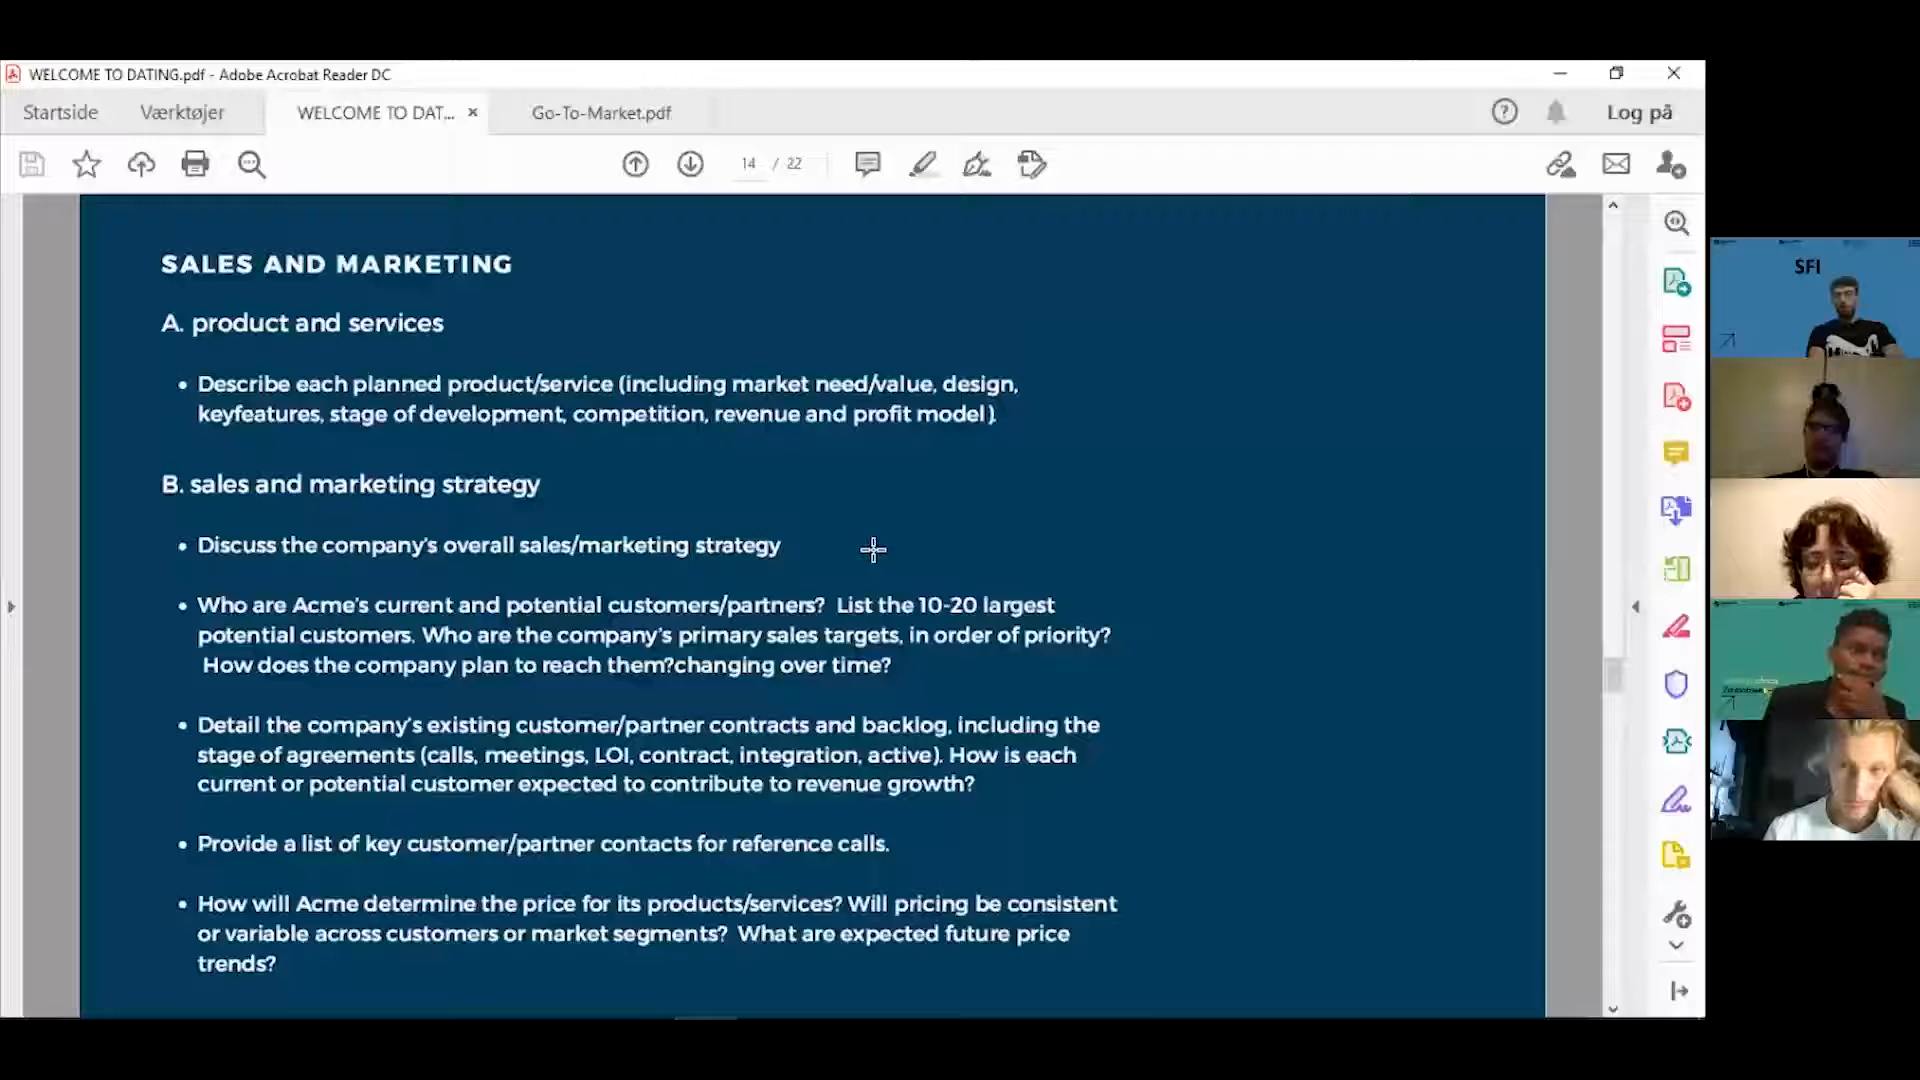 WELCOME TO DATING.pdf - Adobe Acrobat Reader DC
Startside
Værktøjer
WELCOME TO DAT...
Go-To-Market.pdf
Log på
14 / 22
SALES AND MARKETING
A. product and services
• Describe each planned product/service (including market need/value, design,
keyfeatures, stage of development, competition, revenue and profit model).
B. sales and marketing strategy
• Discuss the company's overall sales/marketing strategy
• Who are Acme's current and potential customers/partners? List the 10-20 largest
potential customers. Who are the company's primary sales targets, in order of priority?
How does the company plan to reach them?changing over time?
• Detail the company's existing customer/partner contracts and backlog, including the
stage of agreements (calls, meetings, LOI, contract, integration, active). How is each
current or potential customer expected to contribute to revenue growth?
• Provide a list of key customer/partner contacts for reference calls.
• How will Acme determine the price for its products/services? Will pricing be consistent
or variable across customers or market segments? What are expected future price
trends?
SFI